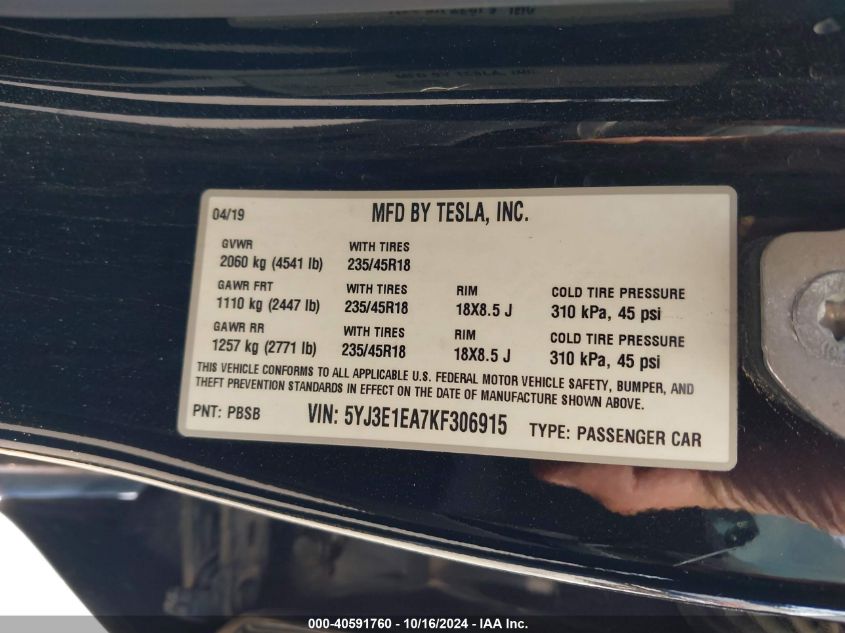 MFD BY TESLA, INC.
04/19 MFD BY TESLA, INC.
GVWR WITH TIRES
2060 kg (4541 lb) 235/45R18
GAWR FRT WITH TIRES RIM COLD TIRE PRESSURE
1110 kg (2447 lb) 235/45R18 18X8.5 J 310 kPa, 45 psi
GAWR RR WITH TIRES RIM COLD TIRE PRESSURE
1257 kg (2771 lb) 235/45R18 18X8.5 J 310 kPa, 45 psi
THIS VEHICLE CONFORMS TO ALL APPLICABLE U.S. FEDERAL MOTOR VEHICLE SAFETY, BUMPER, AND
THEFT PREVENTION STANDARDS IN EFFECT ON THE DATE OF MANUFACTURE SHOWN ABOVE.
PNT: PBSB VIN: 5YJ3E1EA7KF306915 TYPE: PASSENGER CAR
000-40591760 - 10/16/2024 - IAA Inc.